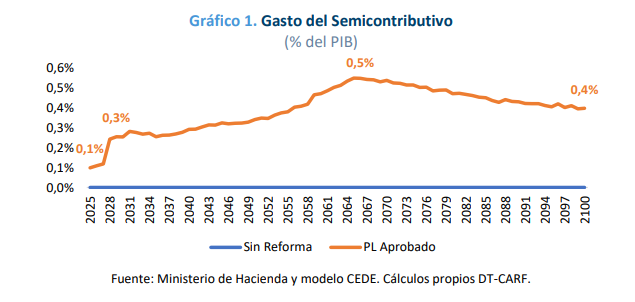 Gráfico 1. Gasto del Semicontributivo
(% del PIB)
0,6%
0,5%
0,4%
0,3%
0,2%
0,1%
0,0%
0,1%
0,3%
0,5%
0,4%
2025 2028 2031 2034 2037 2040 2043 2046 2049 2052 2055 2058 2061 2064 2067 2070 2073 2076 2079 2082 2085 2088 2091 2094 2097 2100
Sin Reforma PL Aprobado
Fuente: Ministerio de Hacienda y modelo CEDE. Cálculos propios DT-CARF.